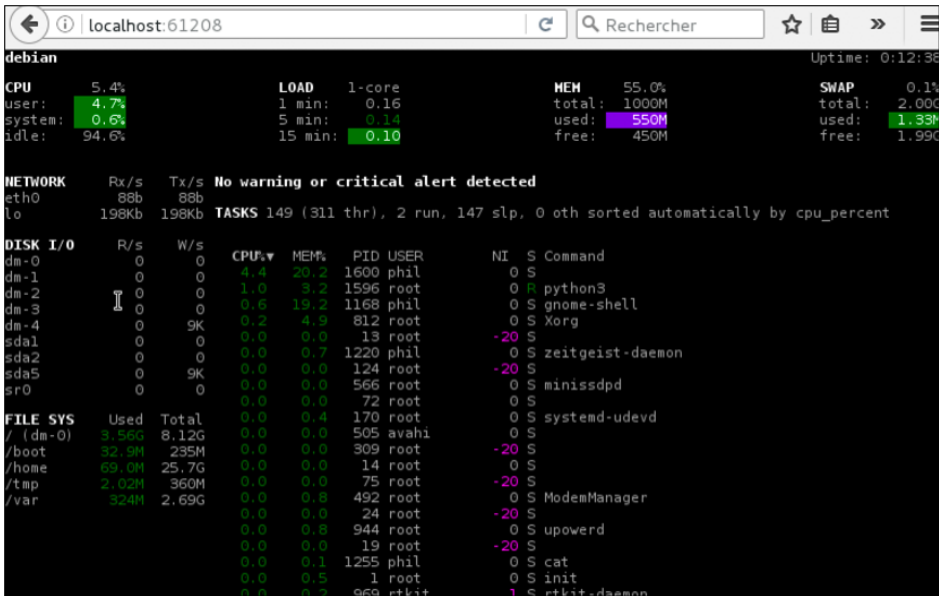 localhost:61208 Rechercher »
debian Uptime: 0:12:38
CPU 5.4% LOAD 1-core MEM 55.0% SWAP 0.1%
user: 4.7% 1 min: 0.16 total: 1000M total: 2.00G
system: 0.6% 5 min: 0.14 used: 550M used: 1.33M
idle: 94.6% 15 min: 0.10 free: 450M free: 1.99G
NETWORK Rx/s Tx/s No warning or critical alert detected
eth0 88b 88b
lo 198Kb 198Kb TASKS 149 (311 thr), 2 run, 147 slp, 0 oth sorted automatically by cpu_percent
DISK I/O R/s W/s CPU%▼ MEM% PID USER NI S Command
dm-0 0 0 4.4 20.2 1600 phil 0 S
dm-1 0 0 1.0 3.2 1596 root 0 R python3
dm-2 0 0 0.6 19.2 1168 phil 0 S gnome-shell
dm-3 0 0 0.2 4.9 812 root 0 S Xorg
dm-4 0 9K 0.0 0.0 13 root -20 S
sda1 0 0 0.0 0.7 1220 phil 0 S zeitgeist-daemon
sda2 0 0 0.0 0.0 124 root -20 S
sda5 0 9K 0.0 0.0 566 root 0 S minissdpd
sr0 0 0 0.0 0.0 72 root 0 S
FILE SYS Used Total 0.0 0.4 170 root 0 S systemd-udevd
/ (dm-0) 3.56G 8.12G 0.0 0.0 505 avahi 0 S
/boot 32.9M 235M 0.0 0.0 309 root -20 S
/home 69.0M 25.7G 0.0 0.0 14 root 0 S
/tmp 2.02M 360M 0.0 0.0 75 root -20 S
/var 324M 2.69G 0.0 0.8 492 root 0 S ModemManager
0.0 0.0 24 root -20 S
0.0 0.8 944 root 0 S upowerd
0.0 0.0 19 root -20 S
0.0 0.1 1255 phil 0 S cat
0.0 0.5 1 root 0 S init
0.0 0.2 969 rtkit 1 S rtkit-daemon